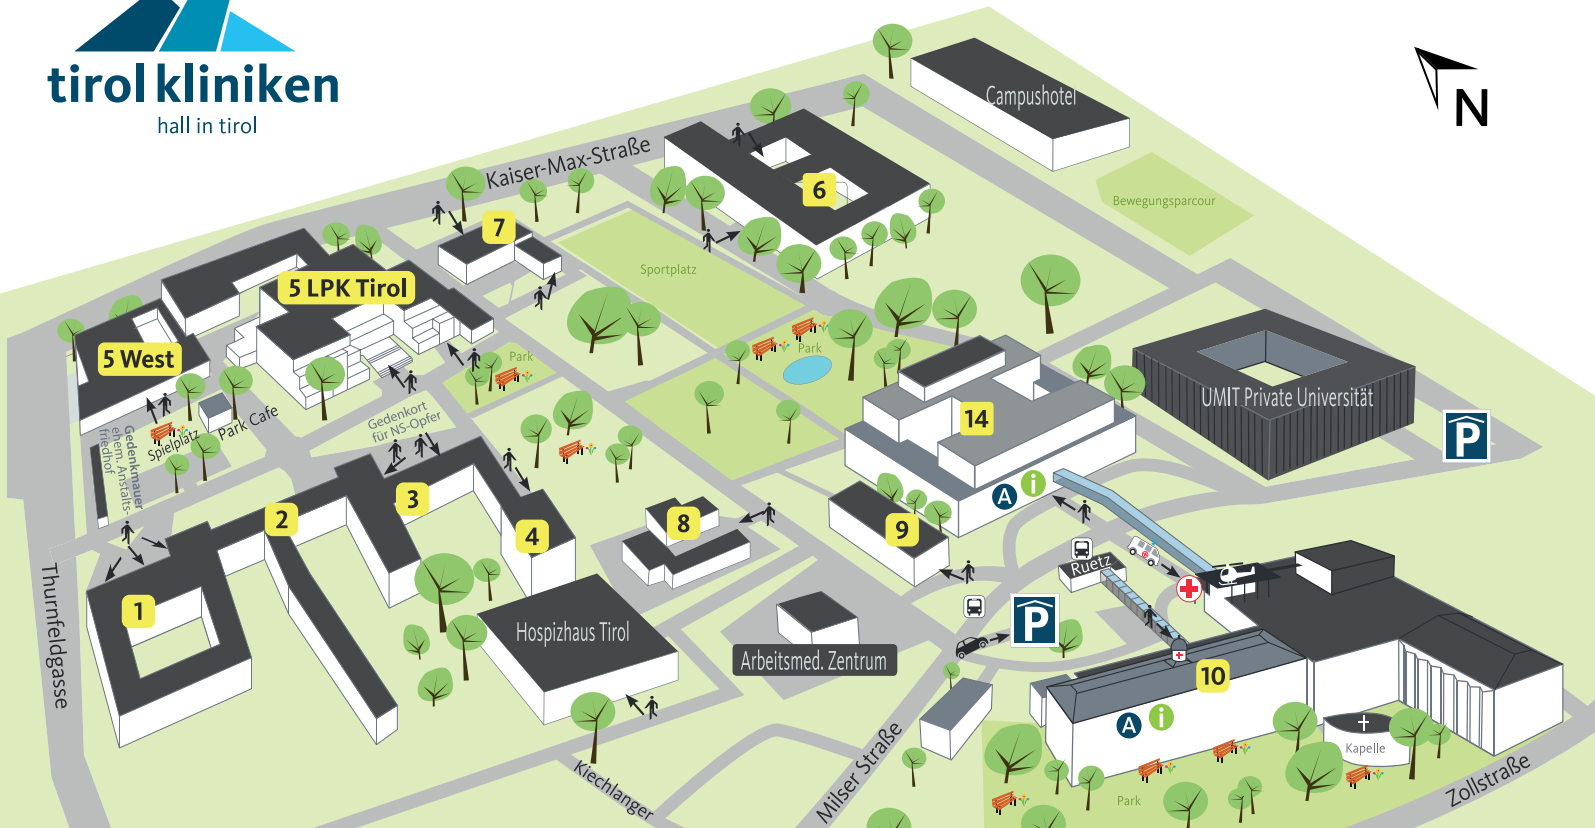 tirol kliniken
hall in tirol
Campushotel
N
Kaiser-Max-Straße
6
Bewegungsparcour
7
Sportplatz
5 LPK Tirol
5 West
Park
Park
UMIT Private Universität
14
Gedenkort
für NS-Opfer
Park Cafe
Spielplatz
Gedenkmauer
ehem. Anstalts-
friedhof
P
A
i
3
2
4
8
9
Ruetz
Thurnfeldgasse
1
Hospizhaus Tirol
P
Arbeitsmed. Zentrum
10
A
i
Kapelle
Kiechlanger
Milser Straße
Park
Zollstraße